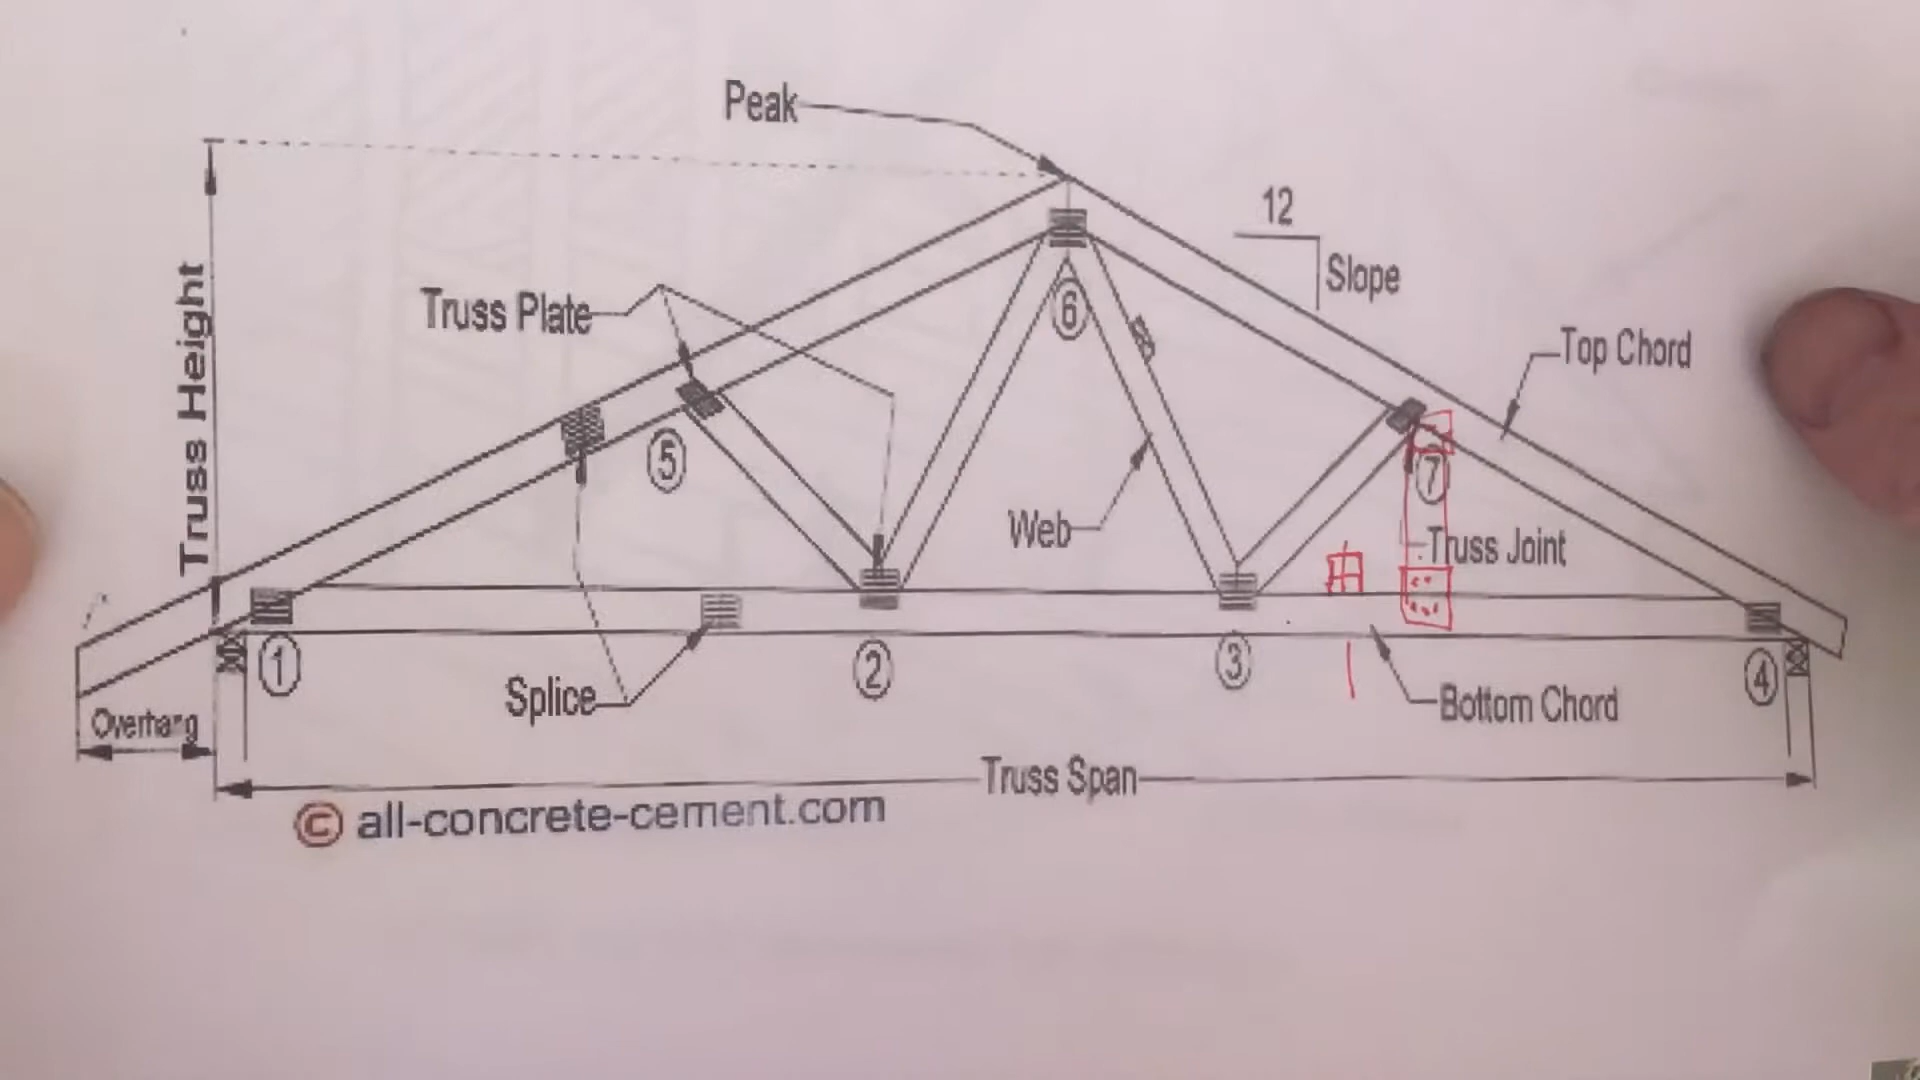 Peak
12
Slope
Truss Height
Truss Plate
Top Chord
6
5
7
Web
Truss Joint
1
2
3
4
Splice
Bottom Chord
Overhang
Truss Span
© all-concrete-cement.com